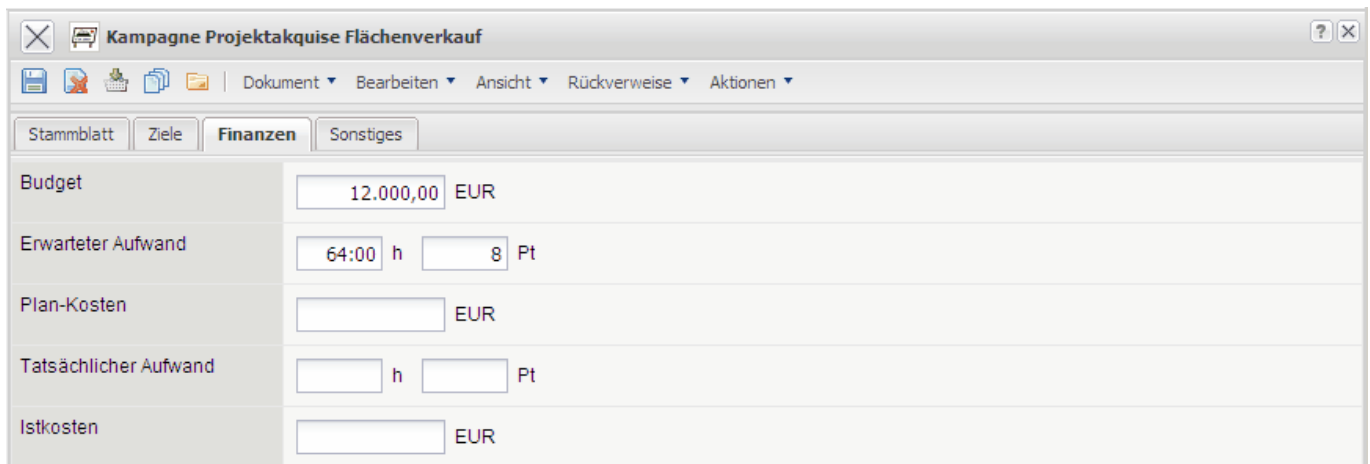 Kampagne Projektakquise Flächenverkauf ?
Dokument Bearbeiten Ansicht Rückverweise Aktionen
Stammblatt Ziele Finanzen Sonstiges
Budget 12.000,00 EUR
Erwarteter Aufwand 64:00 h 8 Pt
Plan-Kosten EUR
Tatsächlicher Aufwand h Pt
Istkosten EUR